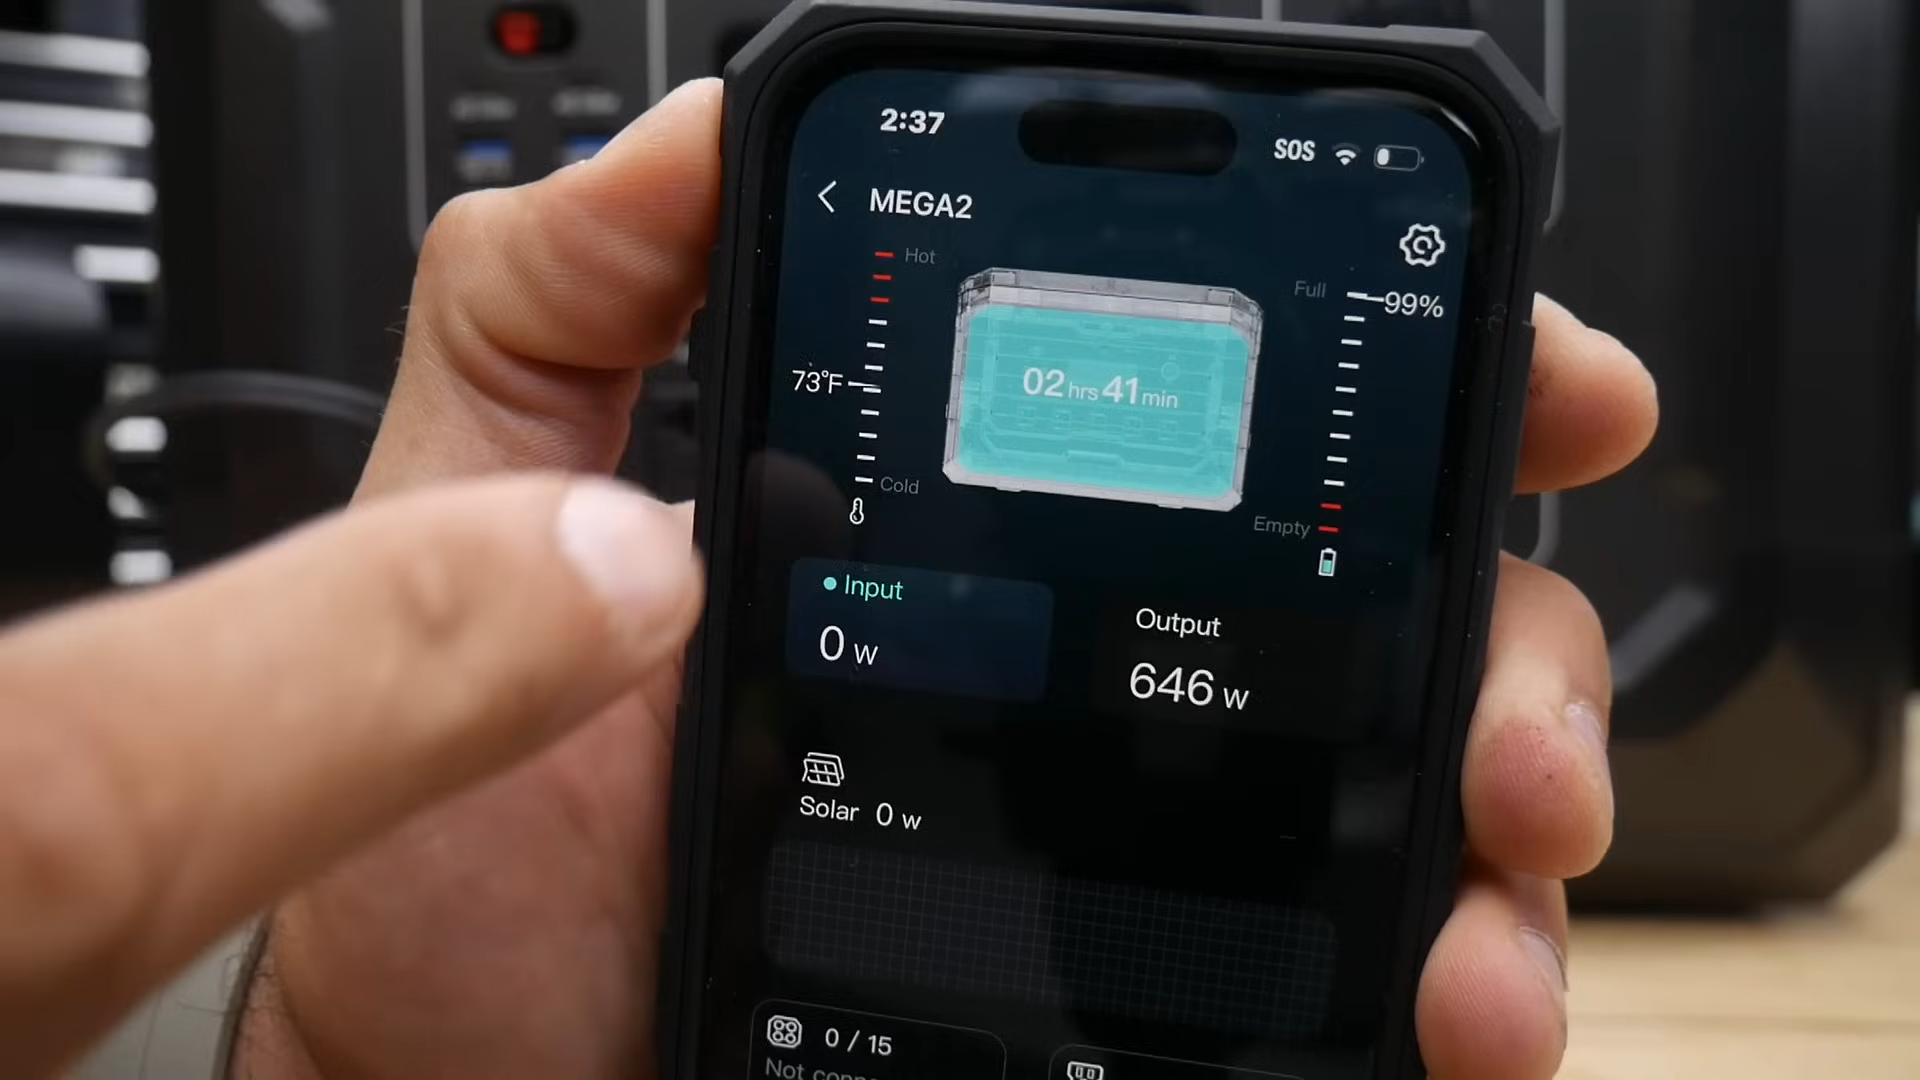 2:37
SOS
MEGA2
Hot
Full
99%
02 hrs 41 min
73°F
Cold
Empty
Input
Output
0 w
646 w
Solar 0 w
0 / 15
Not